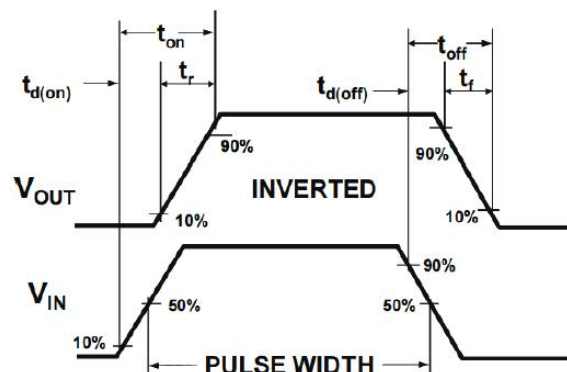 t_on t_off
t_d(on) t_r t_d(off) t_f
90% 90%
V_OUT INVERTED
10% 10%
90%
V_IN 50% 50%
10%
PULSE WIDTH